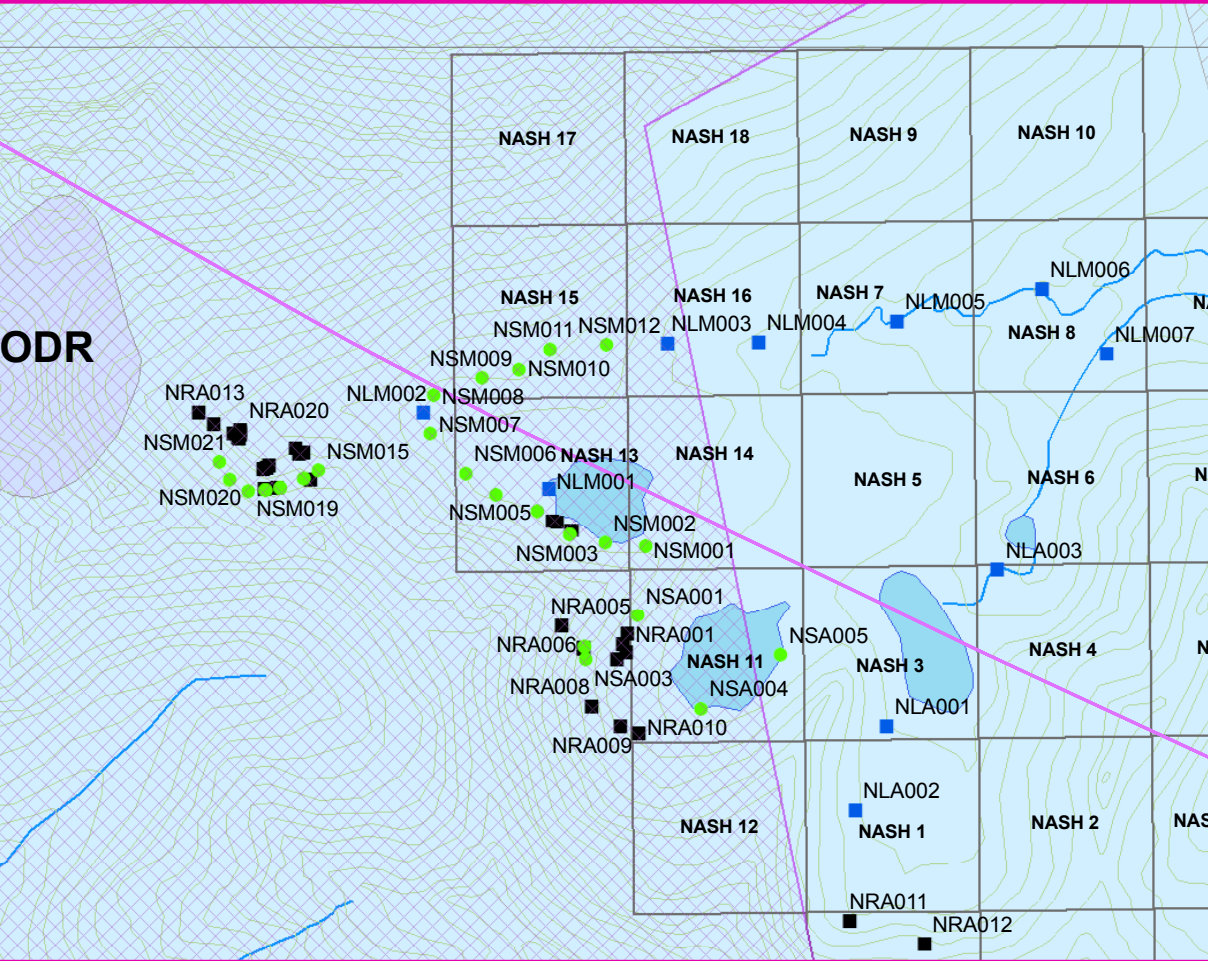 NASH 17
NASH 18
NASH 9
NASH 10
NASH 15
NASH 16
NASH 7
NLM006
NLM005
NA
NSM011
NSM012
NLM003
NLM004
NASH 8
NLM007
ODR
NSM009
NSM010
NRA013
NRA020
NLM002
NSM008
NSM007
NSM021
NSM015
NSM006
NASH 13
NASH 14
NASH 5
NASH 6
N
NLM001
NSM020
NSM019
NSM005
NSM002
NSM003
NSM001
NLA003
NRA005
NSA001
NRA006
NRA001
NSA005
NASH 4
N
NASH 11
NASH 3
NSA003
NRA008
NSA004
NLA001
NRA010
NRA009
NLA002
NASH 12
NASH 1
NASH 2
NAS
NRA011
NRA012